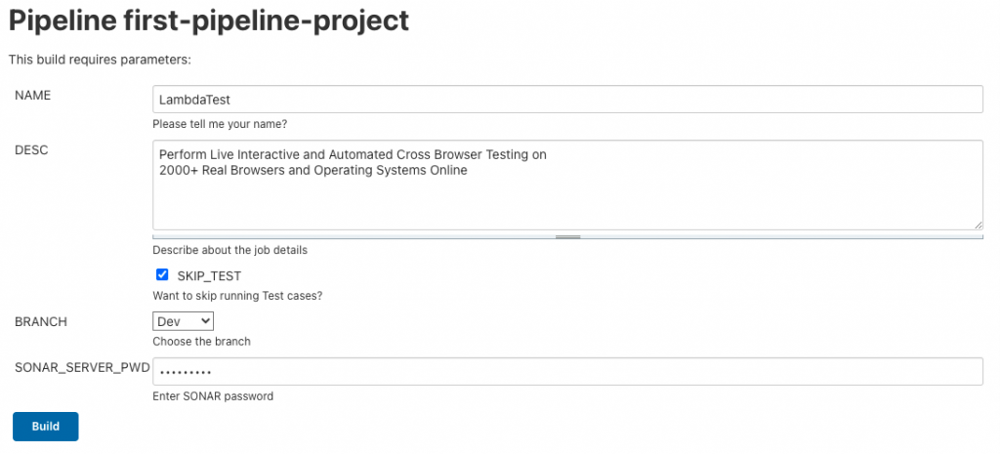 Pipeline first-pipeline-project
This build requires parameters:
NAME
LambdaTest
Please tell me your name?
DESC
Perform Live Interactive and Automated Cross Browser Testing on
2000+ Real Browsers and Operating Systems Online
Describe about the job details
SKIP_TEST
Want to skip running Test cases?
BRANCH
Dev
Choose the branch
SONAR_SERVER_PWD
•••••••••
Enter SONAR password
Build